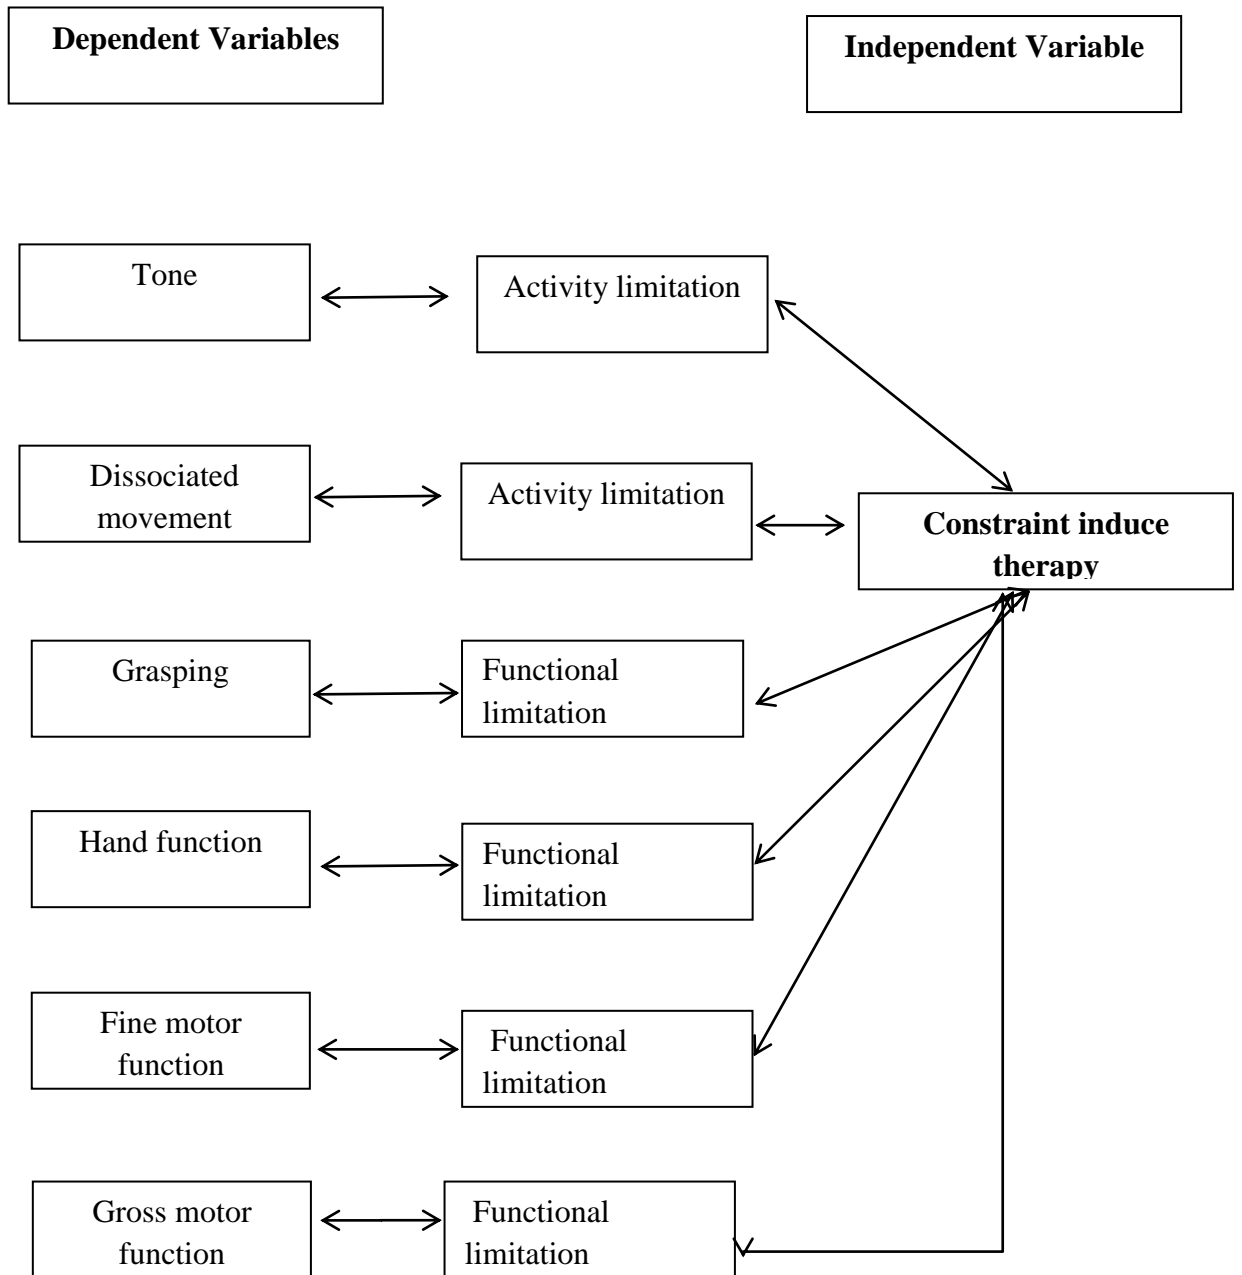 Dependent Variables
Independent Variable
Tone
Activity limitation
Dissociated
movement
Activity limitation
Constraint induce
therapy
Grasping
Functional
limitation
Hand function
Functional
limitation
Fine motor
function
Functional
limitation
Gross motor
function
Functional
limitation